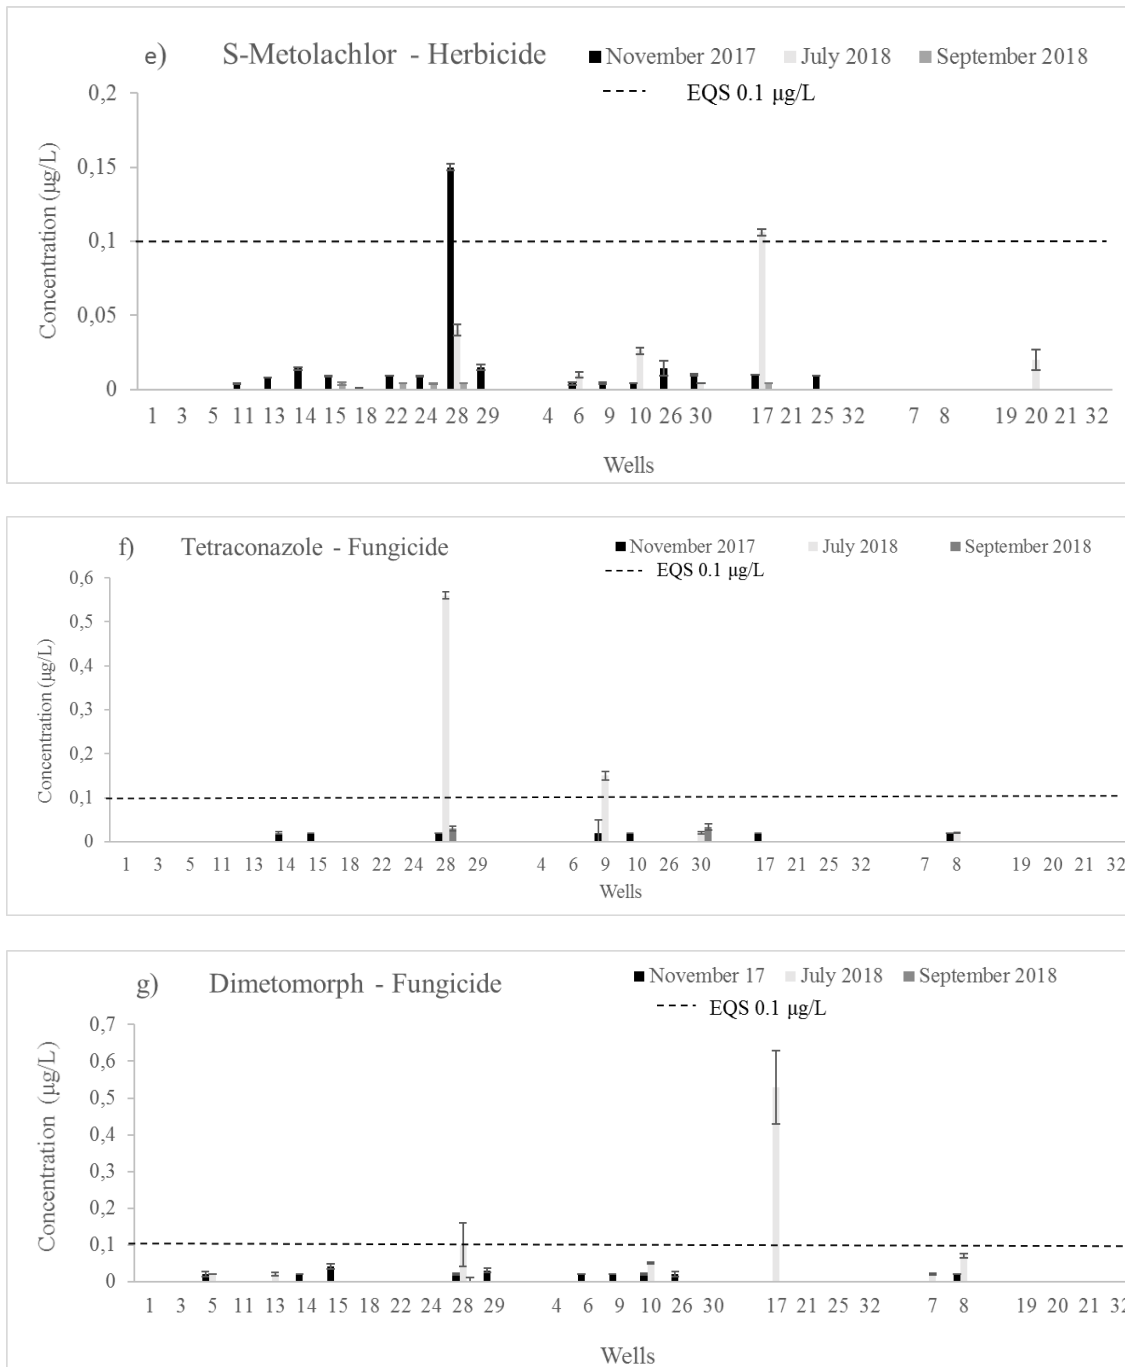 e) S-Metolachlor - Herbicide November 2017 July 2018 September 2018
EQS 0.1 µg/L
0,2
0,15
0,1
0,05
0
Concentration (µg/L)
1 3 5 11 13 14 15 18 22 24 28 29 4 6 9 10 26 30 17 21 25 32 7 8 19 20 21 32
Wells
f) Tetraconazole - Fungicide November 2017 July 2018 September 2018
EQS 0.1 µg/L
0,6
0,5
0,4
0,3
0,2
0,1
0
Concentration (µg/L)
1 3 5 11 13 14 15 18 22 24 28 29 4 6 9 10 26 30 17 21 25 32 7 8 19 20 21 32
Wells
g) Dimetomorph - Fungicide November 17 July 2018 September 2018
EQS 0.1 µg/L
0,7
0,6
0,5
0,4
0,3
0,2
0,1
0
Concentration (µg/L)
1 3 5 11 13 14 15 18 22 24 28 29 4 6 9 10 26 30 17 21 25 32 7 8 19 20 21 32
Wells